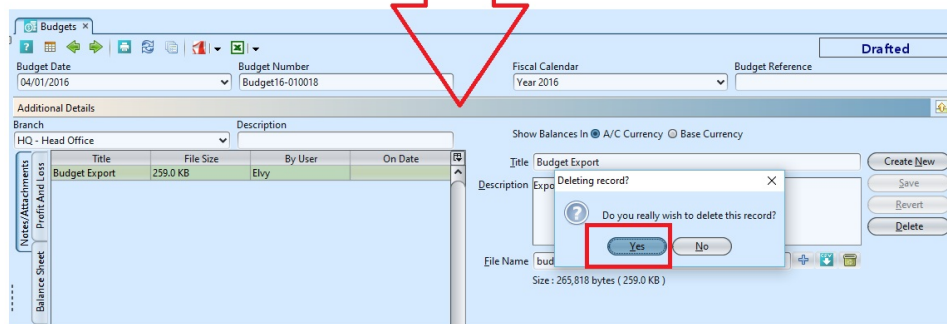 Budgets
Drafted
Budget Date Budget Number Fiscal Calendar Budget Reference
04/01/2016 Budget16-010018 Year 2016
Additional Details
Branch Description
HQ - Head Office
Show Balances In A/C Currency Base Currency
Title File Size By User On Date
Budget Export 259.0 KB Elvy
Notes/Attachments
Profit And Loss
Balance Sheet
Title Budget Export
Description Expo
File Name bud
Size : 265,818 bytes ( 259.0 KB )
Deleting record?
Do you really wish to delete this record?
Yes No
Create New
Save
Revert
Delete